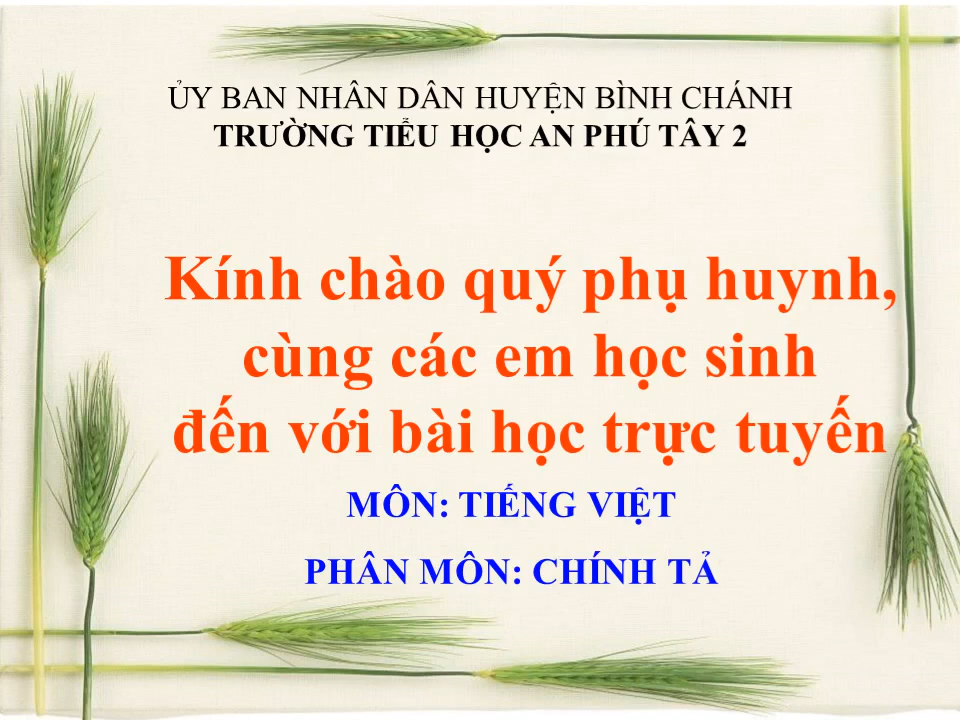 ỦY BAN NHÂN DÂN HUYỆN BÌNH CHÁNH
TRƯỜNG TIỂU HỌC AN PHÚ TÂY 2
Kính chào quý phụ huynh,
cùng các em học sinh
đến với bài học trực tuyến
MÔN: TIẾNG VIỆT
PHÂN MÔN: CHÍNH TẢ